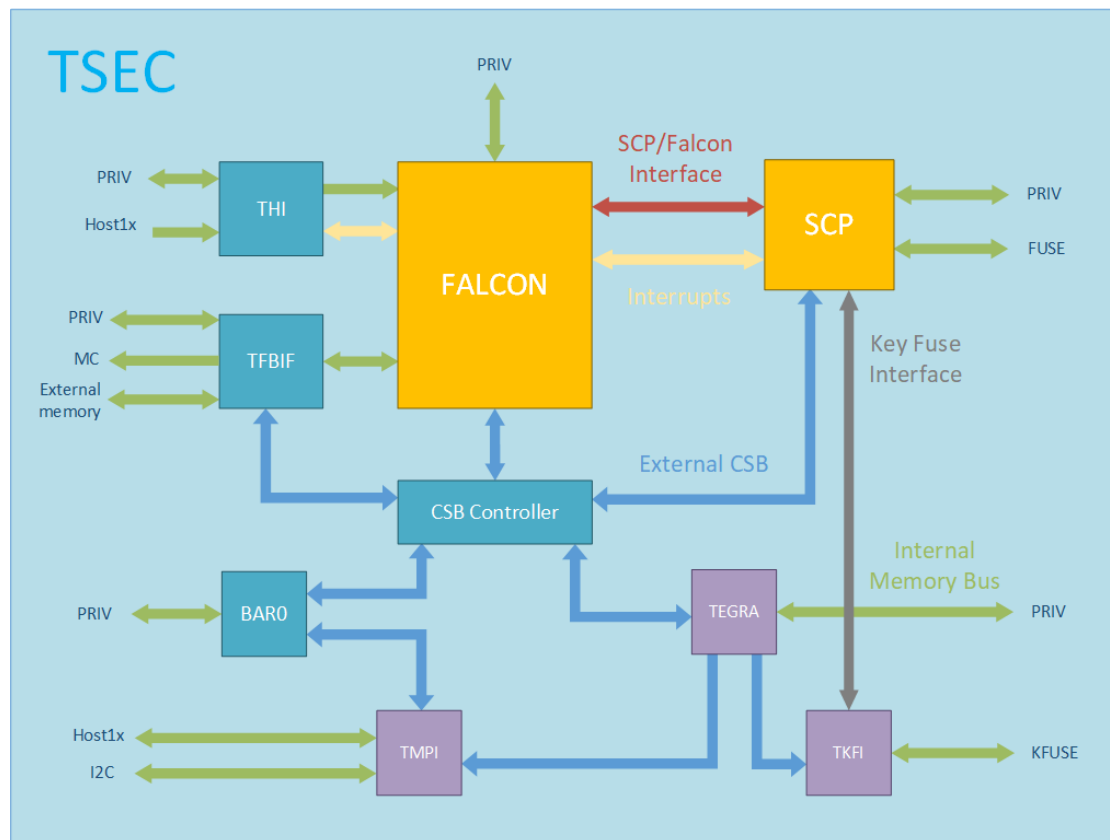 TSEC
PRIV
SCP/Falcon
Interface
PRIV
THI
Host1x
FALCON
SCP
PRIV
FUSE
Interrupts
PRIV
MC
External
memory
TFBIF
Key Fuse
Interface
External CSB
CSB Controller
Internal
Memory Bus
PRIV
BAR0
TEGRA
PRIV
Host1x
I2C
TMPI
TKFI
KFUSE